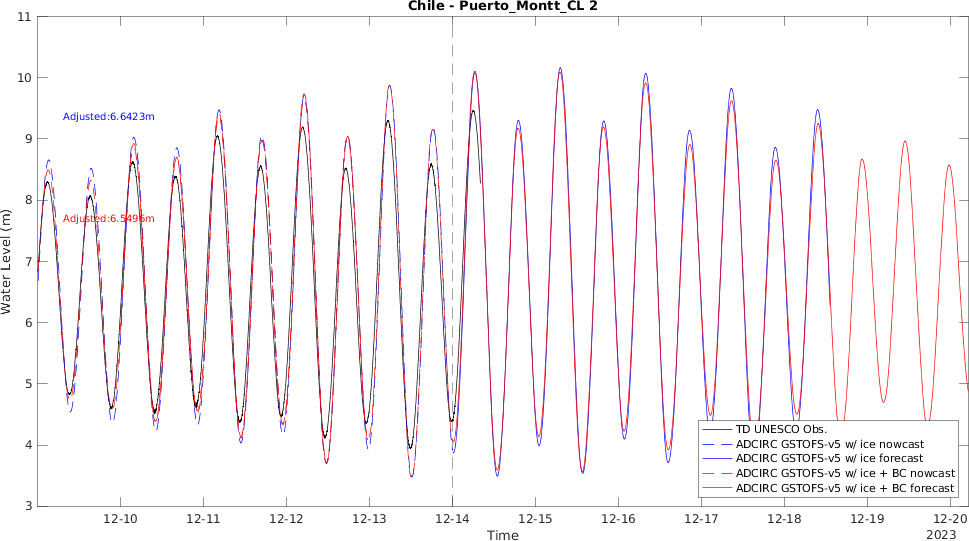 Chile - Puerto_Montt_CL 2
11
10
9
8
7
6
5
4
3
Water Level (m)
Adjusted:6.6423m
Adjusted:6.5496m
TD UNESCO Obs.
ADCIRC GSTOFS-v5 w/ ice nowcast
ADCIRC GSTOFS-v5 w/ ice forecast
ADCIRC GSTOFS-v5 w/ ice + BC nowcast
ADCIRC GSTOFS-v5 w/ ice + BC forecast
12-10 12-11 12-12 12-13 12-14 12-15 12-16 12-17 12-18 12-19 12-20
2023
Time